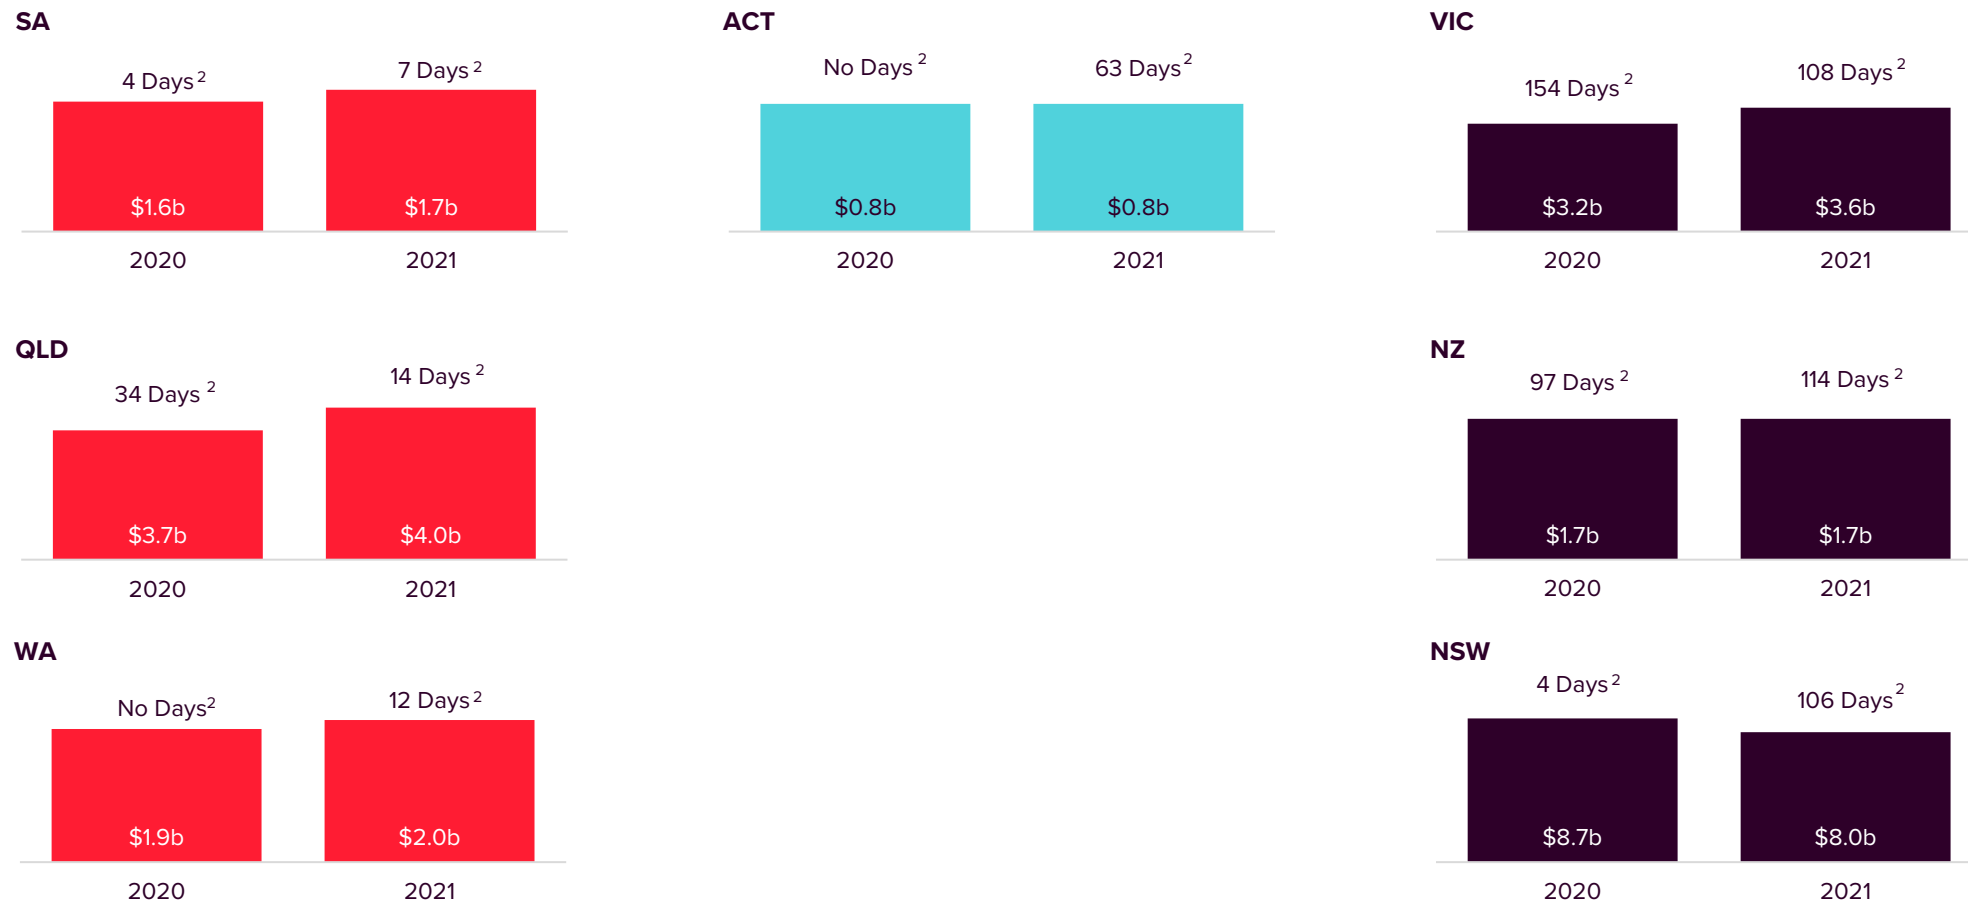 SA
4 Days 2
7 Days 2
$1.6b
$1.7b
2020
2021
ACT
No Days 2
63 Days 2
$0.8b
$0.8b
2020
2021
VIC
154 Days 2
108 Days 2
$3.2b
$3.6b
2020
2021
QLD
34 Days 2
14 Days 2
$3.7b
$4.0b
2020
2021
NZ
97 Days 2
114 Days 2
$1.7b
$1.7b
2020
2021
WA
No Days2
12 Days 2
$1.9b
$2.0b
2020
2021
NSW
4 Days 2
106 Days 2
$8.7b
$8.0b
2020
2021